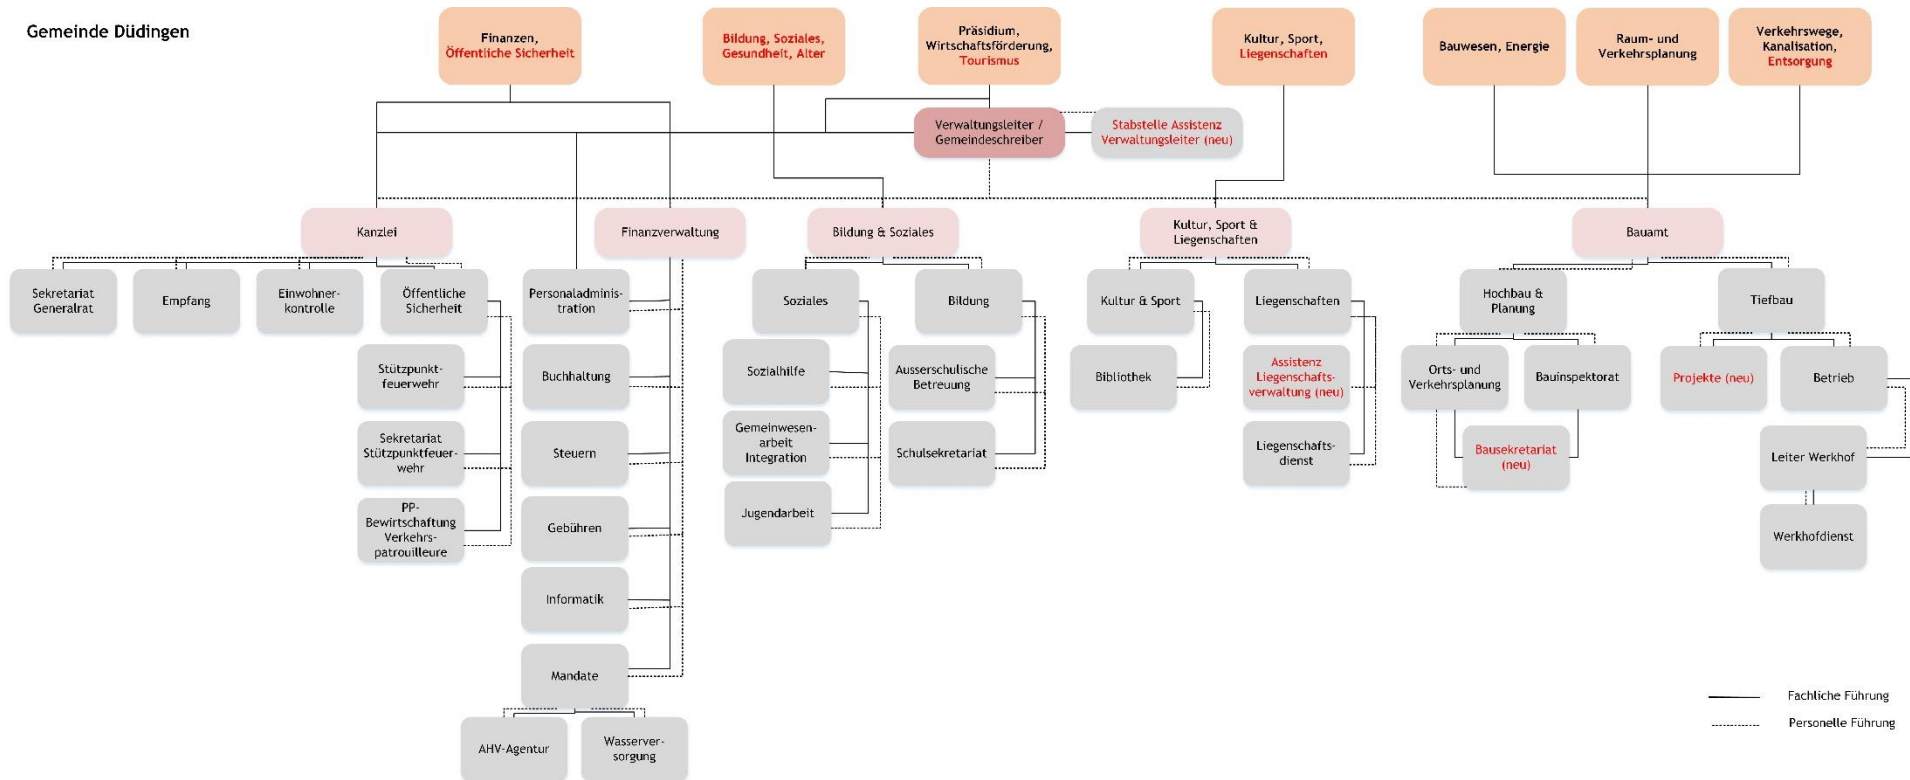 Gemeinde Düdingen
Finanzen,
Öffentliche Sicherheit
Bildung, Soziales,
Gesundheit, Alter
Präsidium,
Wirtschaftsförderung,
Tourismus
Kultur, Sport,
Liegenschaften
Bauwesen, Energie
Raum- und
Verkehrsplanung
Verkehrswege,
Kanalisation,
Entsorgung
Verwaltungsleiter /
Gemeindeschreiber
Stabstelle Assistenz
Verwaltungsleiter (neu)
Kanzlei
Finanzverwaltung
Bildung & Soziales
Kultur, Sport &
Liegenschaften
Bauamt
Sekretariat
Generalrat
Empfang
Einwohner-
kontrolle
Öffentliche
Sicherheit
Personaladminis-
tration
Soziales
Bildung
Kultur & Sport
Liegenschaften
Hochbau &
Planung
Tiefbau
Stützpunkt-
feuerwehr
Buchhaltung
Sozialhilfe
Ausserschulische
Betreuung
Bibliothek
Assistenz
Liegenschafts-
verwaltung (neu)
Orts- und
Verkehrsplanung
Bauinspektorat
Projekte (neu)
Betrieb
Sekretariat
Stützpunktfeuer-
wehr
Steuern
Gemeinwesen-
arbeit
Integration
Schulsekretariat
Liegenschafts-
dienst
Bausekretariat
(neu)
Leiter Werkhof
PP-
Bewirtschaftung
Verkehrs-
patrouilleure
Gebühren
Jugendarbeit
Werkhofdienst
Informatik
Mandate
AHV-Agentur
Wasserver-
sorgung
Fachliche Führung
Personelle Führung